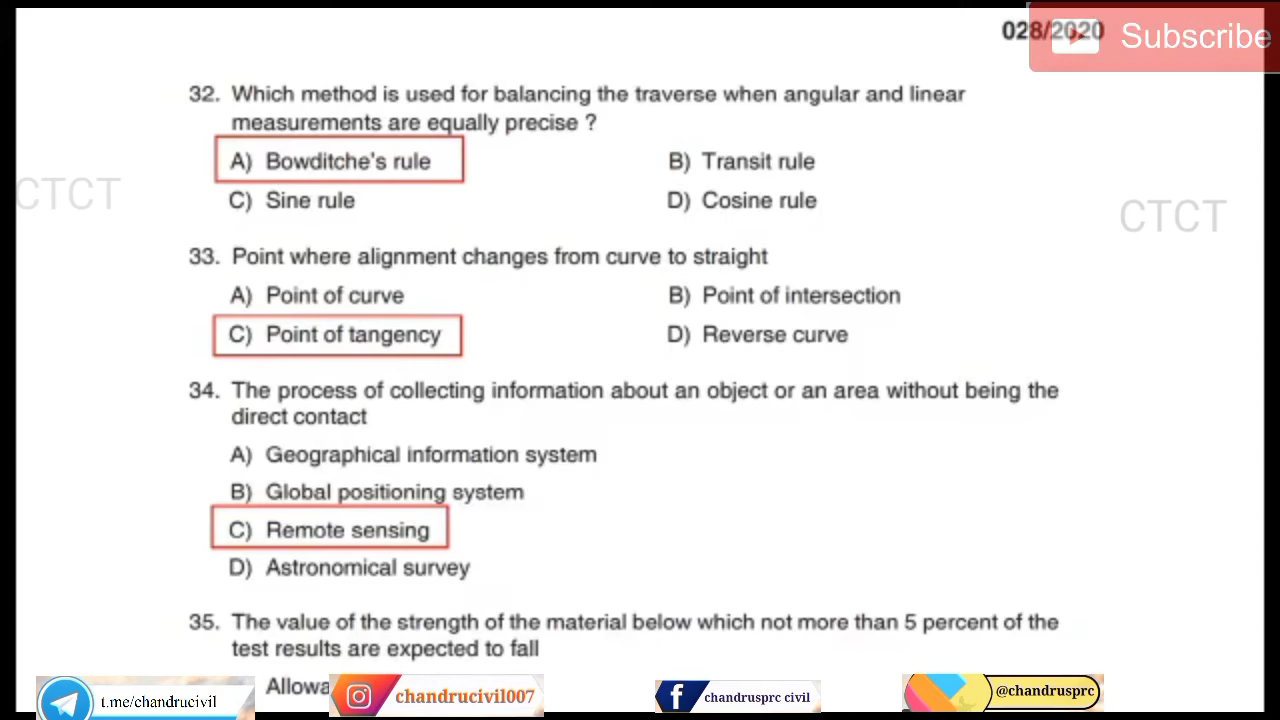 028/2020
Subscribe
32. Which method is used for balancing the traverse when angular and linear
measurements are equally precise ?
A) Bowditche's rule B) Transit rule
C) Sine rule D) Cosine rule
CTCT
CTCT
33. Point where alignment changes from curve to straight
A) Point of curve B) Point of intersection
C) Point of tangency D) Reverse curve
34. The process of collecting information about an object or an area without being the
direct contact
A) Geographical information system
B) Global positioning system
C) Remote sensing
D) Astronomical survey
35. The value of the strength of the material below which not more than 5 percent of the
test results are expected to fall
t.me/chandrucivil chandrucivil007 chandrusprc civil @chandrusprc